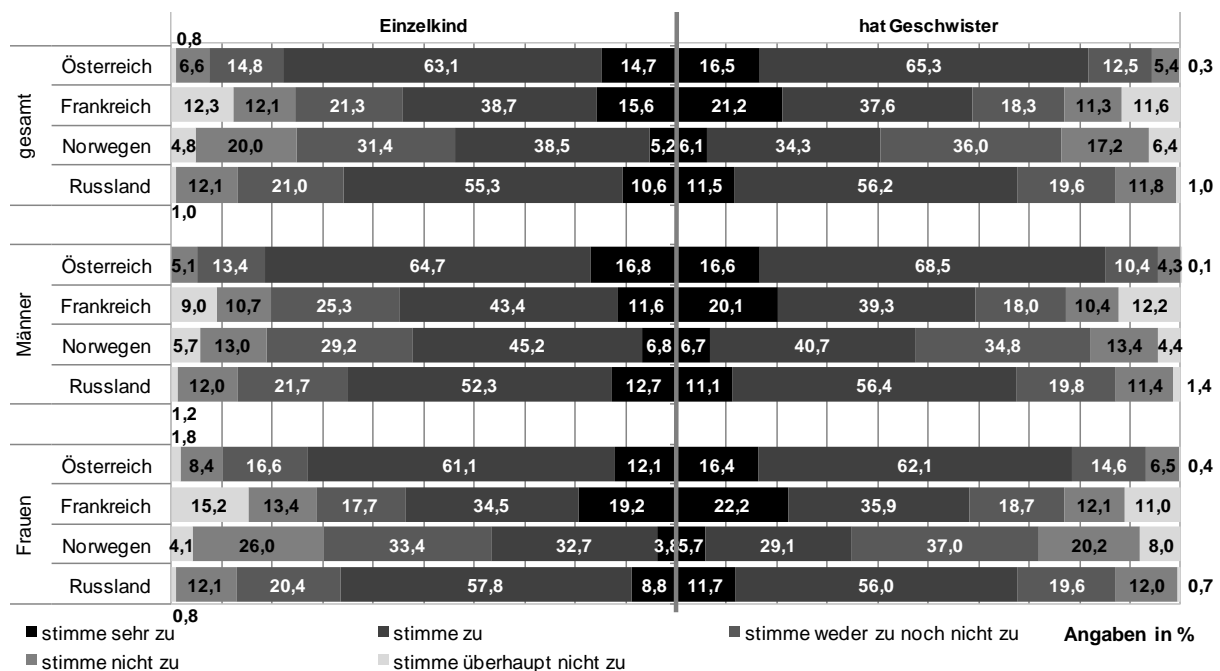 Einzelkind hat Geschwister
0,8
gesamt
Österreich 6,6 14,8 63,1 14,7 16,5 65,3 12,5 5,4 0,3
Frankreich 12,3 12,1 21,3 38,7 15,6 21,2 37,6 18,3 11,3 11,6
Norwegen 4,8 20,0 31,4 38,5 5,2 6,1 34,3 36,0 17,2 6,4
Russland 12,1 21,0 55,3 10,6 11,5 56,2 19,6 11,8 1,0
1,0
Männer
Österreich 5,1 13,4 64,7 16,8 16,6 68,5 10,4 4,3 0,1
Frankreich 9,0 10,7 25,3 43,4 11,6 20,1 39,3 18,0 10,4 12,2
Norwegen 5,7 13,0 29,2 45,2 6,8 6,7 40,7 34,8 13,4 4,4
Russland 12,0 21,7 52,3 12,7 11,1 56,4 19,8 11,4 1,4
1,2
1,8
Frauen
Österreich 8,4 16,6 61,1 12,1 16,4 62,1 14,6 6,5 0,4
Frankreich 15,2 13,4 17,7 34,5 19,2 22,2 35,9 18,7 12,1 11,0
Norwegen 4,1 26,0 33,4 32,7 3,8 5,7 29,1 37,0 20,2 8,0
Russland 12,1 20,4 57,8 8,8 11,7 56,0 19,6 12,0 0,7
0,8
stimme sehr zu stimme zu stimme weder zu noch nicht zu Angaben in %
stimme nicht zu stimme überhaupt nicht zu